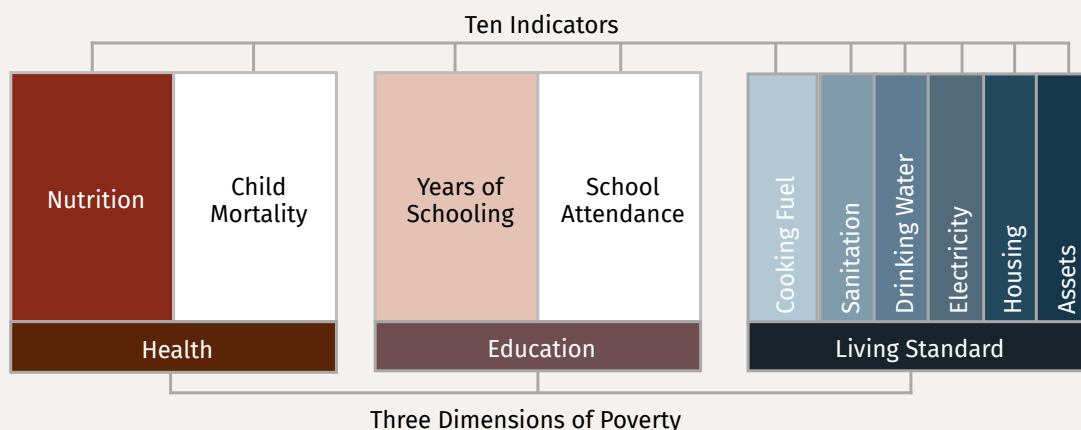 Ten Indicators
Nutrition
Child
Mortality
Years of
Schooling
School
Attendance
Cooking Fuel
Sanitation
Drinking Water
Electricity
Housing
Assets
Health
Education
Living Standard
Three Dimensions of Poverty